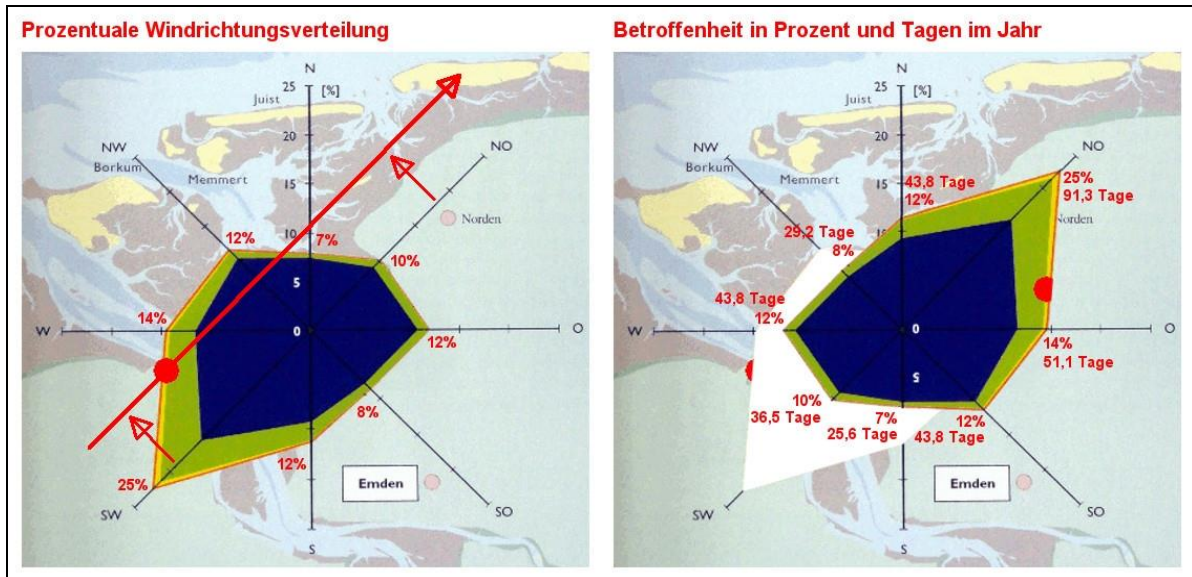 Prozentuale Windrichtungsverteilung
N
25
[%]
Juist
20
NW
NO
Borkum
Memmert
15
10
Norden
12%
7%
10%
5
14%
W
0
O
12%
8%
12%
25%
Emden
SW
SO
S
Betroffenheit in Prozent und Tagen im Jahr
N
25
[%]
Juist
20
NW
NO
Borkum
Memmert
15
43,8 Tage
12%
25%
91,3 Tage
Norden
29,2 Tage
8%
10
43,8 Tage
12%
W
0
O
14%
51,1 Tage
5
10%
36,5 Tage
7%
25,6 Tage
12%
43,8 Tage
Emden
SW
SO
S